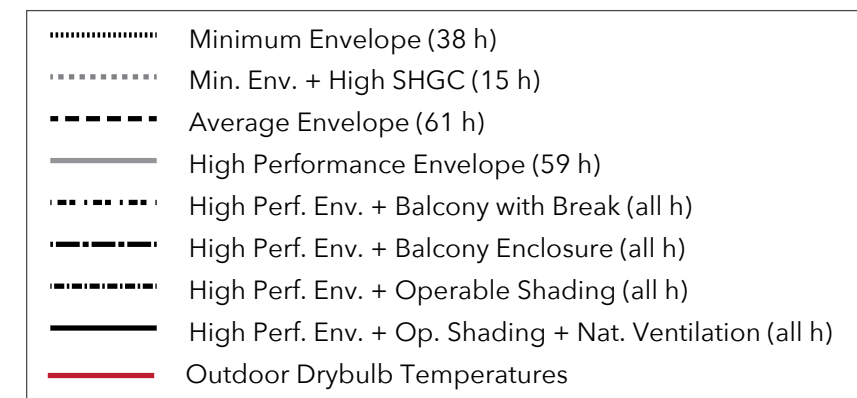 Minimum Envelope (38 h)
Min. Env. + High SHGC (15 h)
Average Envelope (61 h)
High Performance Envelope (59 h)
High Perf. Env. + Balcony with Break (all h)
High Perf. Env. + Balcony Enclosure (all h)
High Perf. Env. + Operable Shading (all h)
High Perf. Env. + Op. Shading + Nat. Ventilation (all h)
Outdoor Drybulb Temperatures